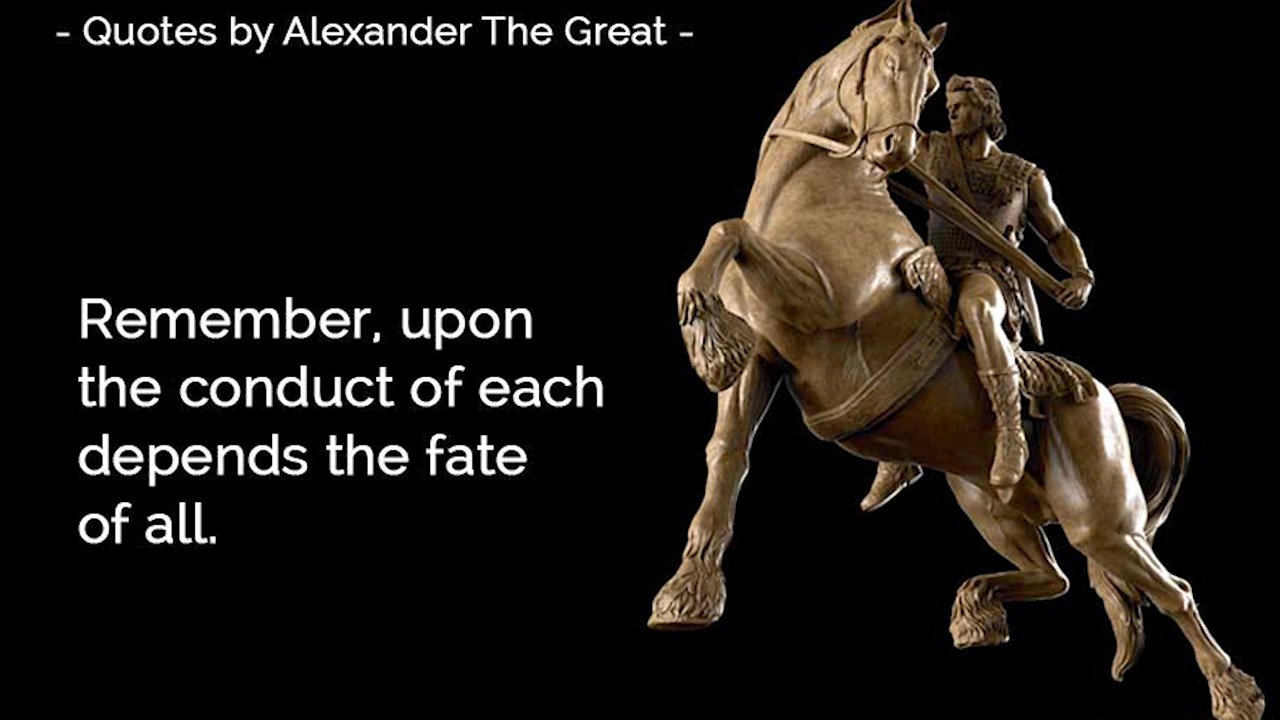 - Quotes by Alexander The Great -
Remember, upon
the conduct of each
depends the fate
of all.